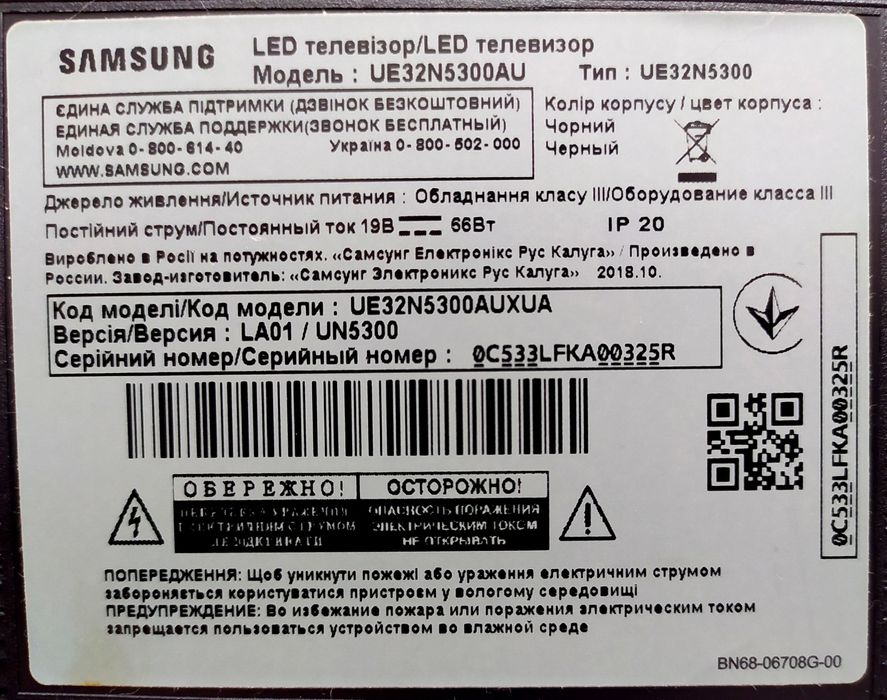 SAMSUNG
LED телевізор/LED телевизор
Модель : UE32N5300AU Тип : UE32N5300
ЄДИНА СЛУЖБА ПІДТРИМКИ (ДЗВІНОК БЕЗКОШТОВНИЙ)
ЕДИНАЯ СЛУЖБА ПОДДЕРЖКИ(ЗВОНОК БЕСПЛАТНЫЙ)
Moldova 0-800-614-40 Україна 0-800-502-000
WWW.SAMSUNG.COM
Колір корпусу / цвет корпуса :
Чорний
Черный
Джерело живлення/Источник питания : Обладнання класу III/Оборудование класса III
Постійний струм/Постоянный ток 19В 66Вт IP 20
Вироблено в Росії на потужностях. «Самсунг Електронікс Рус Калуга» / Произведено в
России. Завод-изготовитель: «Самсунг Электроникс Рус Калуга» 2018.10.
Код моделі/Код модели : UE32N5300AUXUA
Версія/Версия : LA01 / UN5300
Серійний номер/Серийный номер : 0C533LFKA00325R
0C533LFKA00325R
ОБЕРЕЖНО! ОСТОРОЖНО!
ОПАСНОСТЬ ПОРАЖЕНИЯ
ЭЛЕКТРИЧЕСКИМ ТОКОМ
НЕ ОТКРЫВАТЬ
ПОПЕРЕДЖЕННЯ: Щоб уникнути пожежі або ураження електричним струмом
забороняється користуватися пристроєм у вологому середовищі
ПРЕДУПРЕЖДЕНИЕ: Во избежание пожара или поражения электрическим током
запрещается пользоваться устройством во влажной среде
BN68-06708G-00